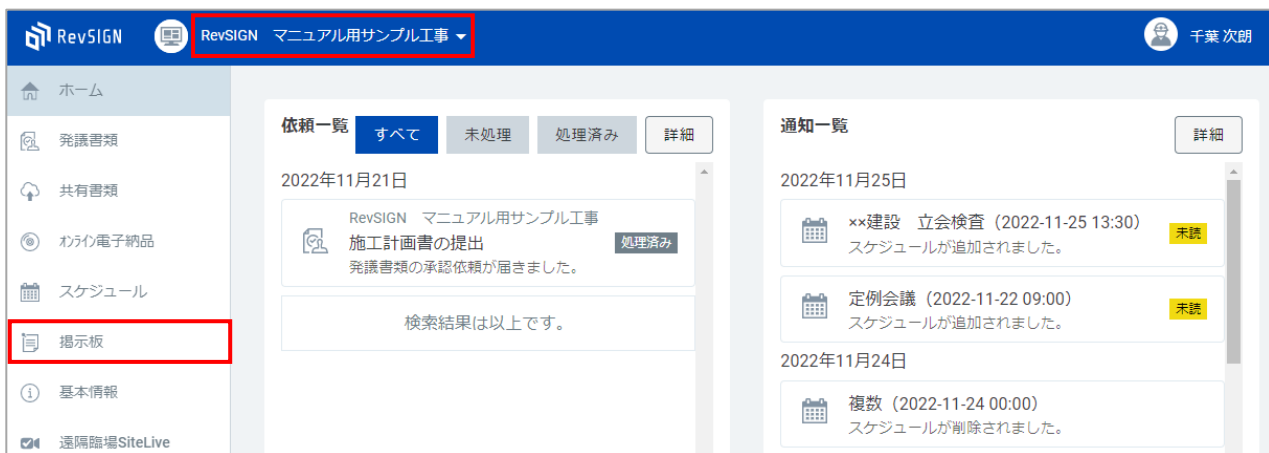 RevSIGN RevSIGN マニュアル用サンプル工事 千葉 次朗
ホーム
発議書類
共有書類
オンライン電子納品
スケジュール
掲示板
基本情報
遠隔臨場SiteLive
依頼一覧 すべて 未処理 処理済み 詳細
2022年11月21日
RevSIGN マニュアル用サンプル工事
施工計画書の提出 処理済み
発議書類の承認依頼が届きました。
検索結果は以上です。
通知一覧 詳細
2022年11月25日
××建設 立会検査（2022-11-25 13:30） 未読
スケジュールが追加されました。
定例会議（2022-11-22 09:00） 未読
スケジュールが追加されました。
2022年11月24日
複数（2022-11-24 00:00）
スケジュールが削除されました。